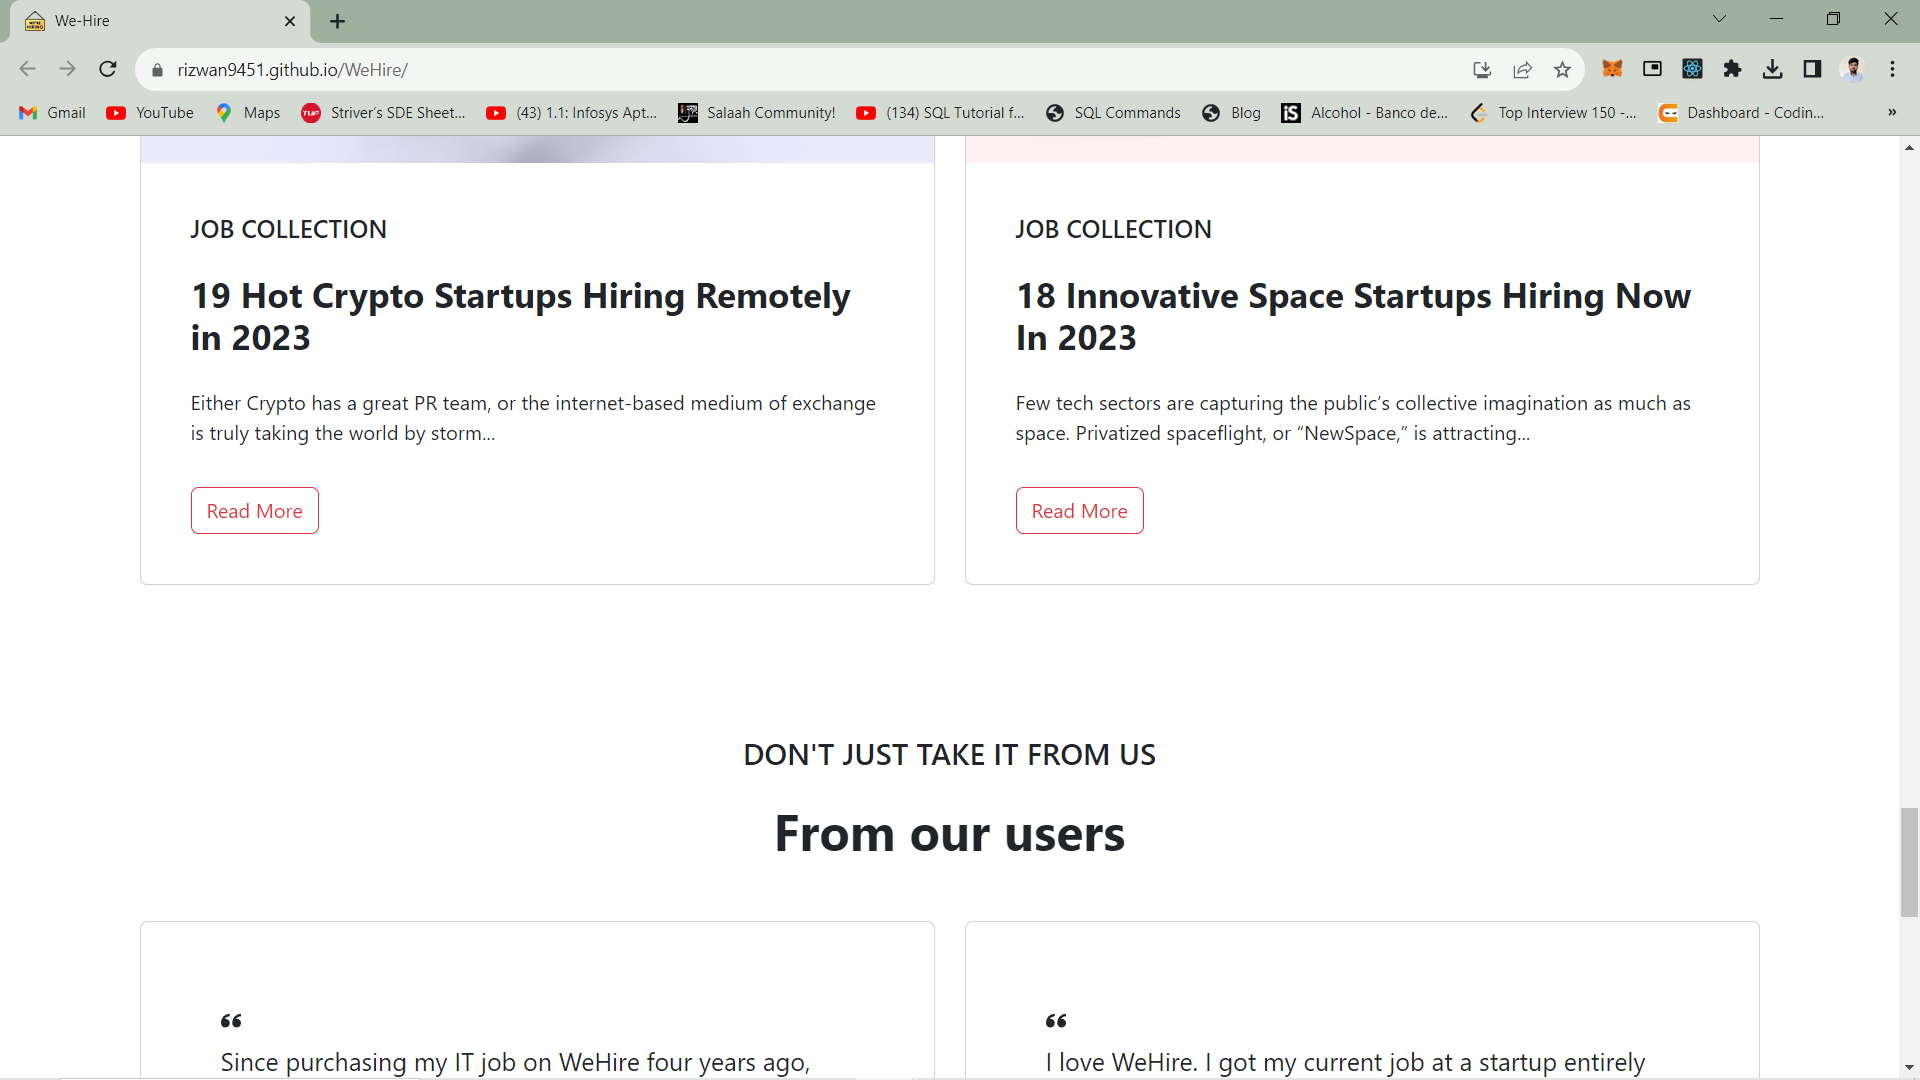 We-Hire
rizwan9451.github.io/WeHire/
Gmail
YouTube
Maps
Striver's SDE Sheet...
(43) 1.1: Infosys Apt...
Salaah Community!
(134) SQL Tutorial f...
SQL Commands
Blog
Alcohol - Banco de...
Top Interview 150 -...
Dashboard - Codin...
»
JOB COLLECTION
19 Hot Crypto Startups Hiring Remotely
in 2023
Either Crypto has a great PR team, or the internet-based medium of exchange
is truly taking the world by storm...
Read More
JOB COLLECTION
18 Innovative Space Startups Hiring Now
In 2023
Few tech sectors are capturing the public’s collective imagination as much as
space. Privatized spaceflight, or “NewSpace,” is attracting...
Read More
DON'T JUST TAKE IT FROM US
From our users
“
Since purchasing my IT job on WeHire four years ago,
“
I love WeHire. I got my current job at a startup entirely